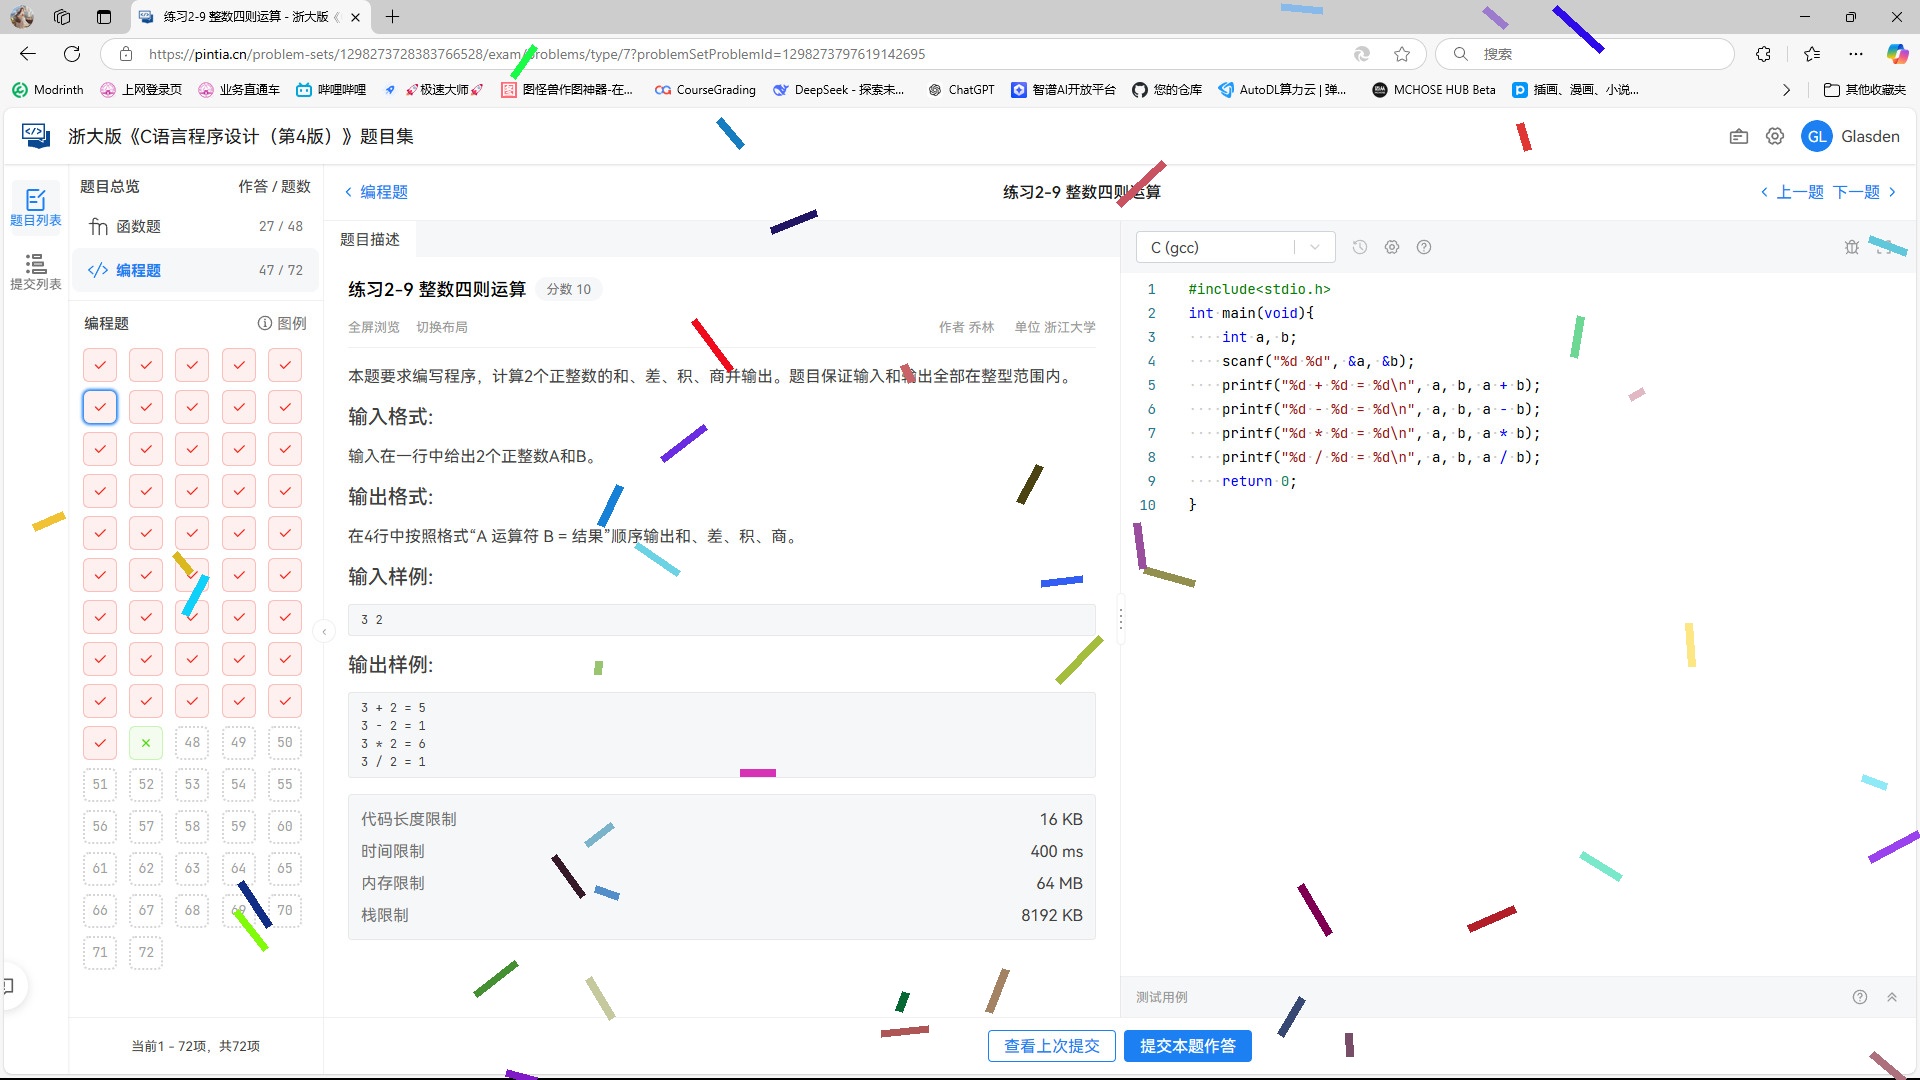 练习2-9 整数四则运算 - 浙大版《
https://pintia.cn/problem-sets/1298273728383766528/exam/problems/type/7?problemSetProblemId=1298273797619142695
搜索
Modrinth
上网登录页
业务直通车
哔哩哔哩
🚀极速大师🚀
图怪兽作图神器-在...
CourseGrading
DeepSeek - 探索未...
ChatGPT
智谱AI开放平台
您的仓库
AutoDL算力云 | 弹...
MCHOSE HUB Beta
插画、漫画、小说...
其他收藏夹
浙大版《C语言程序设计（第4版）》题目集
GL Glasden
题目列表
提交列表
题目总览 作答 / 题数
函数题 27 / 48
编程题 47 / 72
编程题 图例
48 49 50
51 52 53 54 55
56 57 58 59 60
61 62 63 64 65
66 67 68 69 70
71 72
当前1 - 72项，共72项
编程题
练习2-9 整数四则运算
上一题 下一题
题目描述
练习2-9 整数四则运算 分数 10
全屏浏览 切换布局 作者 乔林 单位 浙江大学
本题要求编写程序，计算2个正整数的和、差、积、商并输出。题目保证输入和输出全部在整型范围内。
输入格式:
输入在一行中给出2个正整数A和B。
输出格式:
在4行中按照格式“A 运算符 B = 结果”顺序输出和、差、积、商。
输入样例:
3 2
输出样例:
3 + 2 = 5
3 - 2 = 1
3 * 2 = 6
3 / 2 = 1
代码长度限制 16 KB
时间限制 400 ms
内存限制 64 MB
栈限制 8192 KB
C (gcc)
1 #include<stdio.h>
2 int main(void){
3 int a, b;
4 scanf("%d %d", &a, &b);
5 printf("%d + %d = %d\n", a, b, a + b);
6 printf("%d - %d = %d\n", a, b, a - b);
7 printf("%d * %d = %d\n", a, b, a * b);
8 printf("%d / %d = %d\n", a, b, a / b);
9 return 0;
10 }
测试用例
查看上次提交 提交本题作答